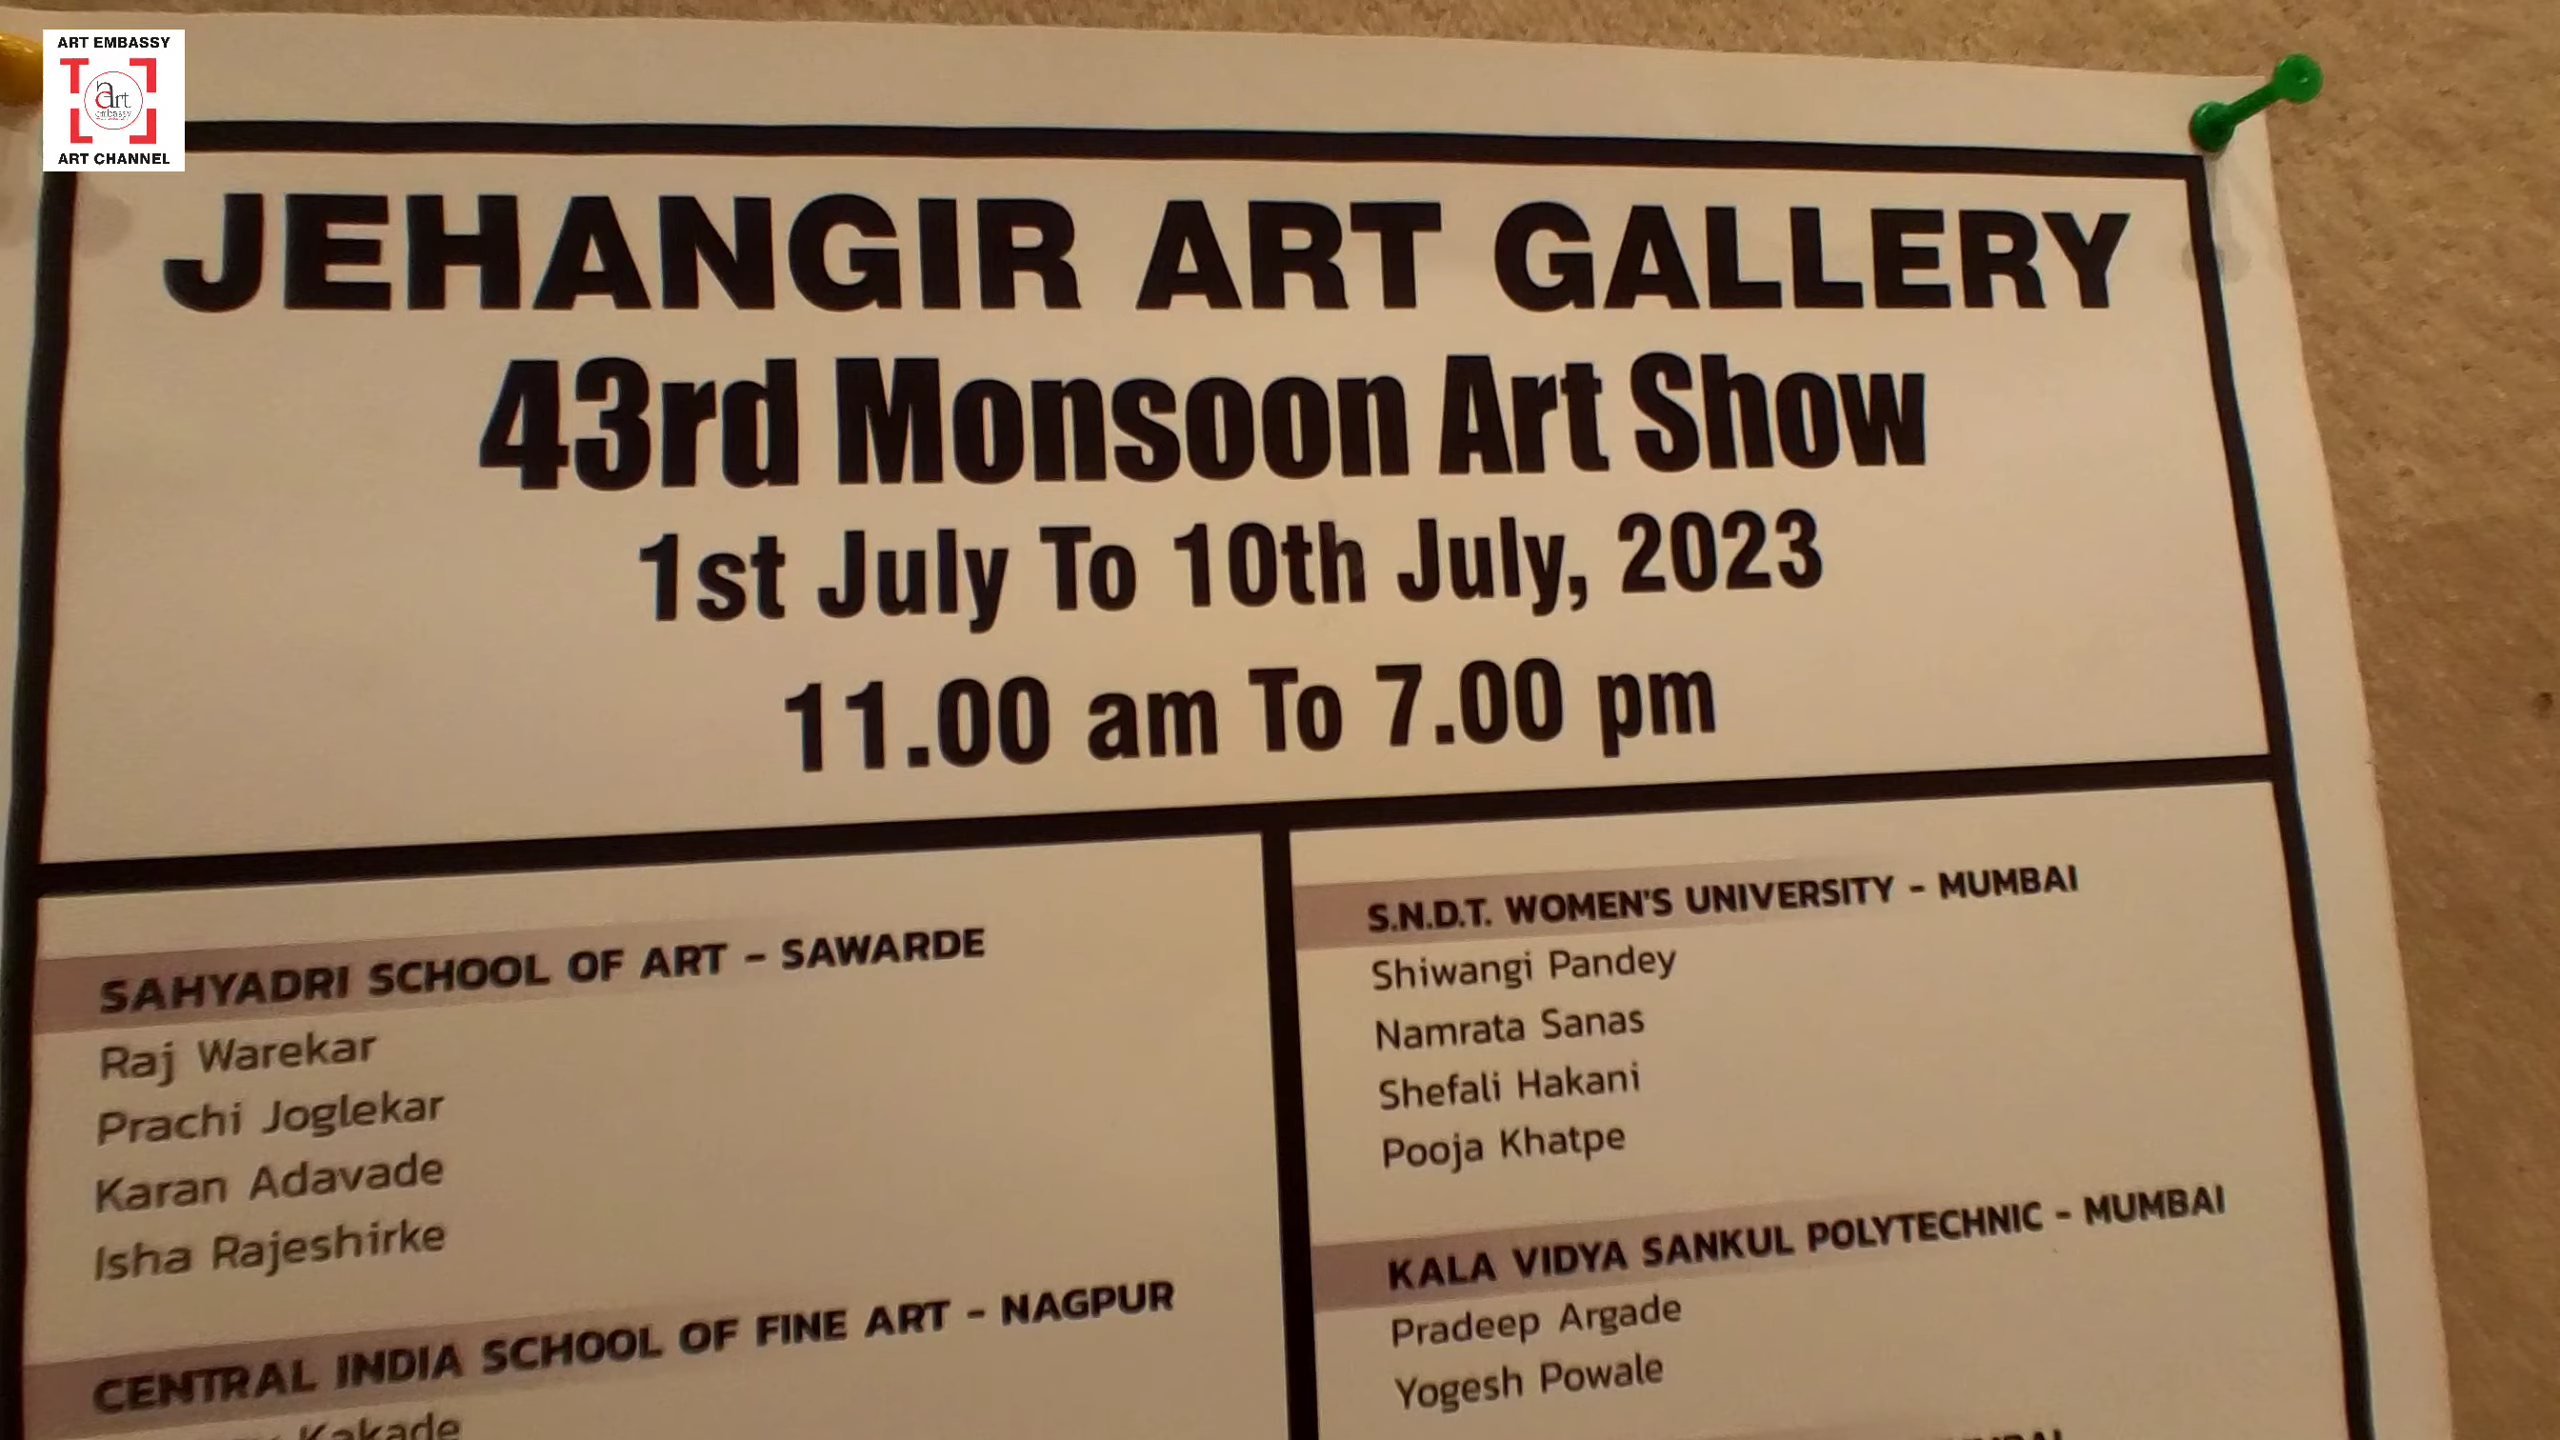 ART EMBASSY
art
embassy
ART CHANNEL
JEHANGIR ART GALLERY
43rd Monsoon Art Show
1st July To 10th July, 2023
11.00 am To 7.00 pm
SAHYADRI SCHOOL OF ART - SAWARDE
Raj Warekar
Prachi Joglekar
Karan Adavade
Isha Rajeshirke
CENTRAL INDIA SCHOOL OF FINE ART - NAGPUR
Kakade
S.N.D.T. WOMEN'S UNIVERSITY - MUMBAI
Shiwangi Pandey
Namrata Sanas
Shefali Hakani
Pooja Khatpe
KALA VIDYA SANKUL POLYTECHNIC - MUMBAI
Pradeep Argade
Yogesh Powale